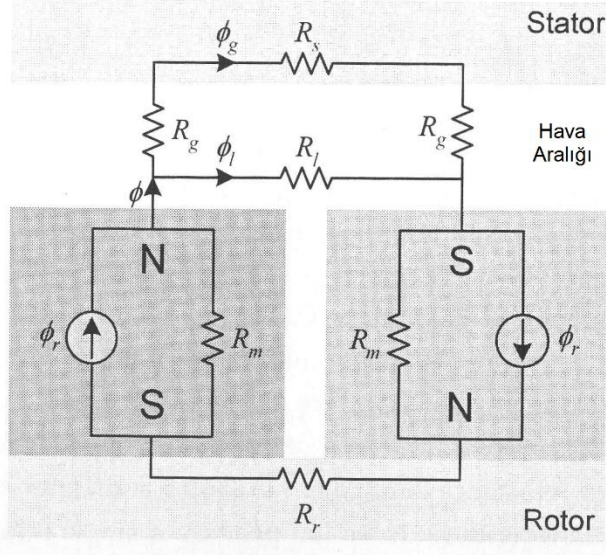 Stator
ϕg Rs
Rg Rg
Hava
Aralığı
ϕl Rl
ϕ
N S
ϕr Rm Rm ϕr
S N
Rr
Rotor